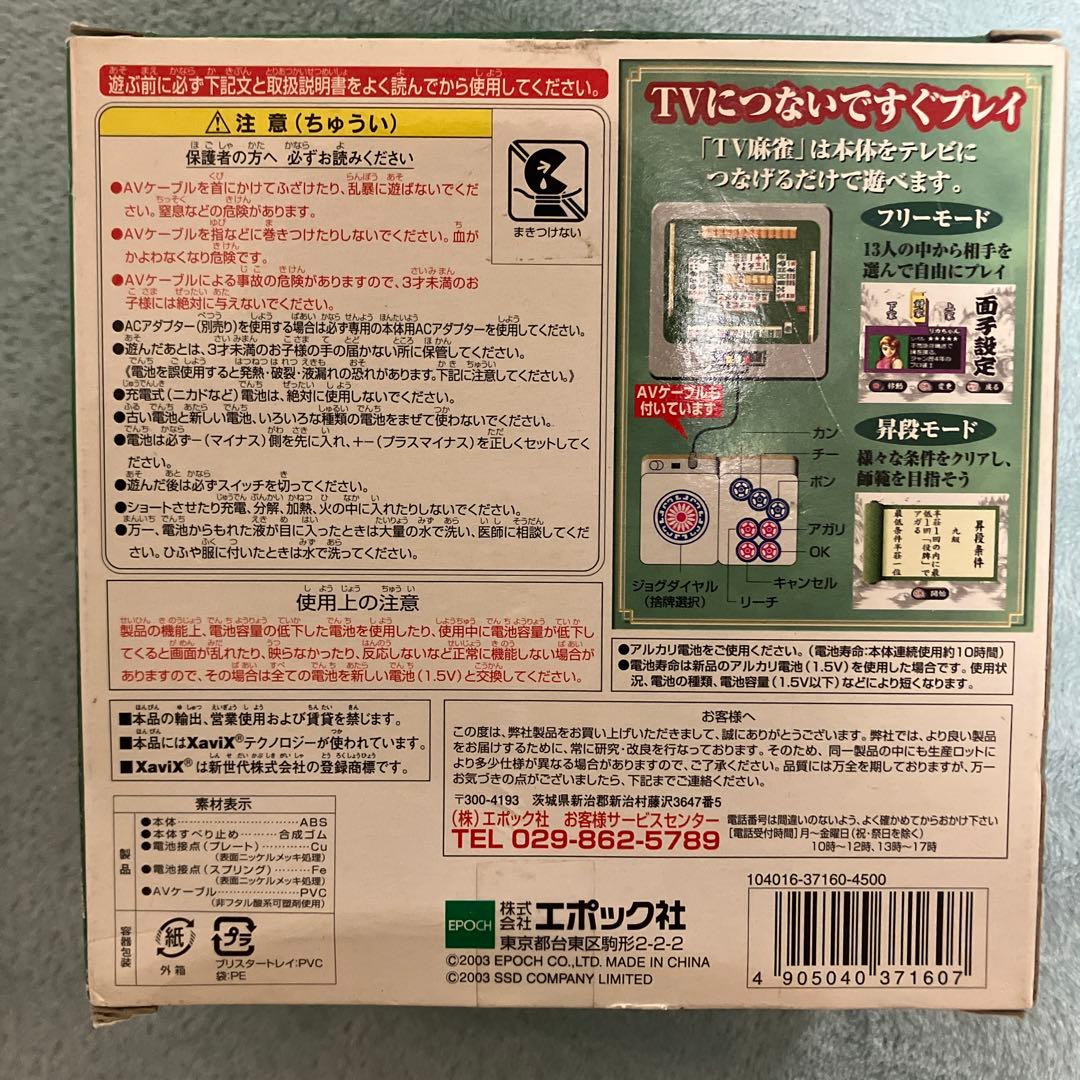 遊ぶ前に必ず下記文と取扱説明書をよく読んでから使用してください。
⚠注 意(ちゅうい)
保護者の方へ 必ずお読みください
●AVケーブルを首にかけてふざけたり、乱暴に遊ばないでくだ
さい。窒息などの危険があります。
●AVケーブルを指などに巻きつけたりしないでください。血が
かよわなくなり危険です。
●AVケーブルによる事故の危険がありますので、3才未満のお
子様には絶対に与えないでください。
まきつけない
●ACアダプター(別売り)を使用する場合は必ず専用の本体用ACアダプターを使用してください。
●遊んだあとは、3才未満のお子様の手の届かない所に保管してください。
《電池を誤使用すると発熱・破裂・液漏れの恐れがあります。下記に注意してください。》
●充電式(ニカドなど)電池は、絶対に使用しないでください。
●古い電池と新しい電池、いろいろな種類の電池をまぜて使わないでください。
●電池は必ず−(マイナス)側を先に入れ、+−(プラスマイナス)を正しくセットしてく
ださい。
●遊んだ後は必ずスイッチを切ってください。
●ショートさせたり充電、分解、加熱、火の中に入れたりしないでください。
●万一、電池からもれた液が目に入ったときは大量の水で洗い、医師に相談してくだ
さい。ひふや服に付いたときは水で洗ってください。
使用上の注意
製品の機能上、電池容量の低下した電池を使用したり、使用中に電池容量が低下し
てくると画面が乱れたり、映らなかったり、反応しないなど正常に機能しない場合が
ありますので、その場合は全ての電池を新しい電池(1.5V)と交換してください。
■本品の輸出、営業使用および賃貸を禁じます。
■本品にはXaviX®テクノロジーが使われています。
■XaviX®は新世代株式会社の登録商標です。
素材表示
製品
●本体 ABS
●本体すべり止め 合成ゴム
●電池接点(プレート) Cu
(表面ニッケルメッキ処理)
●電池接点(スプリング) Fe
(表面ニッケルメッキ処理)
●AVケーブル PVC
(非フタル酸系可塑剤使用)
包装容器
紙
外箱
プラ
ブリスタートレイ:PVC
袋:PE
TVにつないですぐプレイ
「TV麻雀」は本体をテレビに
つなげるだけで遊べます。
フリーモード
13人の中から相手を
選んで自由にプレイ
面子設定
リカちゃん
移動
変更
戻る
AVケーブルも
付いています
カン
チー
ポン
アガリ
OK
キャンセル
リーチ
ジョグダイヤル
(捨牌選択)
昇段モード
様々な条件をクリアし、
師範を目指そう
昇段条件
九級
半荘1回の内に最
低1回「役牌」で
アガる
最低条件半荘一位
開始
●アルカリ電池をご使用ください。(電池寿命:本体連続使用約10時間)
●電池寿命は新品のアルカリ電池(1.5V)を使用した場合です。使用状
況、電池の種類、電池容量(1.5V以下)などにより短くなります。
お客様へ
この度は、弊社製品をお買い上げいただきまして、誠にありがとうございます。弊社では、より良い製品
をお届けするために、常に研究・改良を行なっております。そのため、同一製品の中にも生産ロットに
より多少仕様が異なる場合がありますので、ご了承ください。品質には万全を期しておりますが、万一
お気づきの点がございましたら、下記までご連絡ください。
〒300-4193 茨城県新治郡新治村藤沢3647番5
(株)エポック社 お客様サービスセンター
TEL 029-862-5789
電話番号は間違いのないよう、よく確かめてからおかけ下さい
[電話受付時間]月〜金曜日(祝・祭日を除く)
10時〜12時、13時〜17時
104016-37160-4500
EPOCH 株式会社 エポック社
東京都台東区駒形2-2-2
©2003 EPOCH CO.,LTD. MADE IN CHINA
©2003 SSD COMPANY LIMITED
4 905040 371607